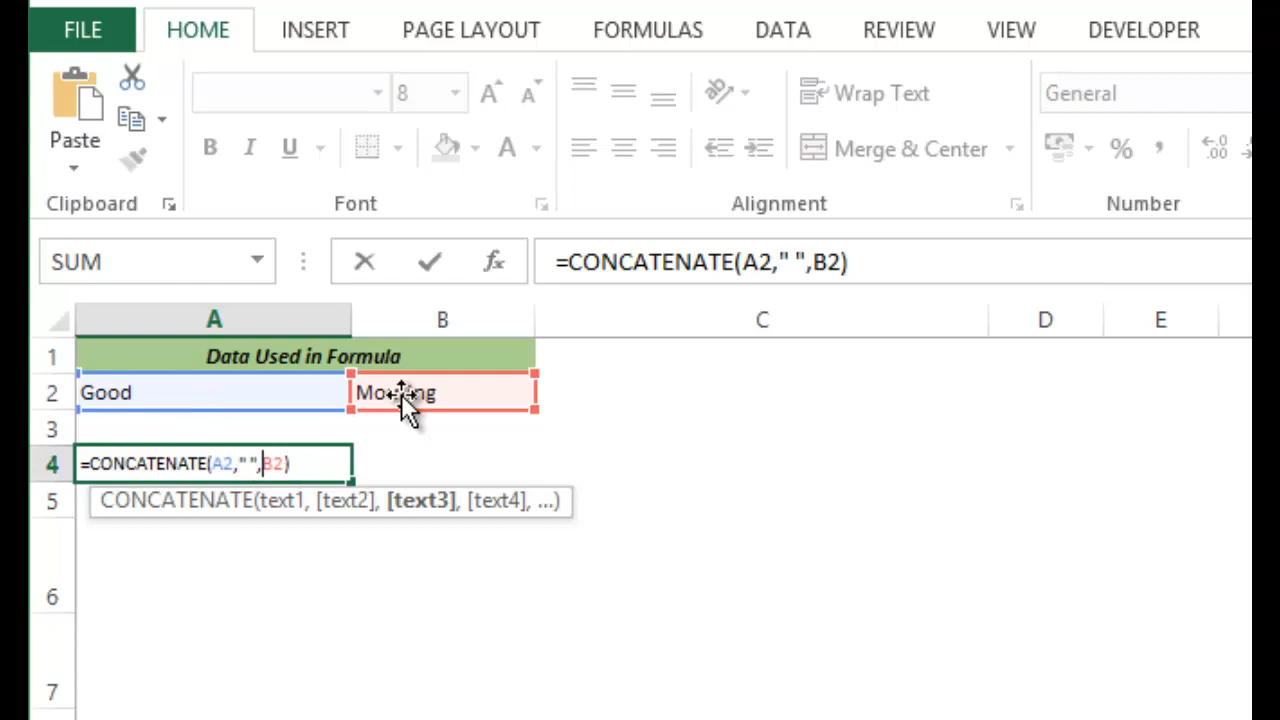 FILE HOME INSERT PAGE LAYOUT FORMULAS DATA REVIEW VIEW DEVELOPER
8 A A Wrap Text General
Paste B I U A Merge & Center % , .00
Clipboard Font Alignment Number
SUM fx =CONCATENATE(A2," ",B2)
A B C D E
1 Data Used in Formula
2 Good Morning
3
4 =CONCATENATE(A2," ",B2)
5 CONCATENATE(text1, [text2], [text3], [text4], ...)
6
7